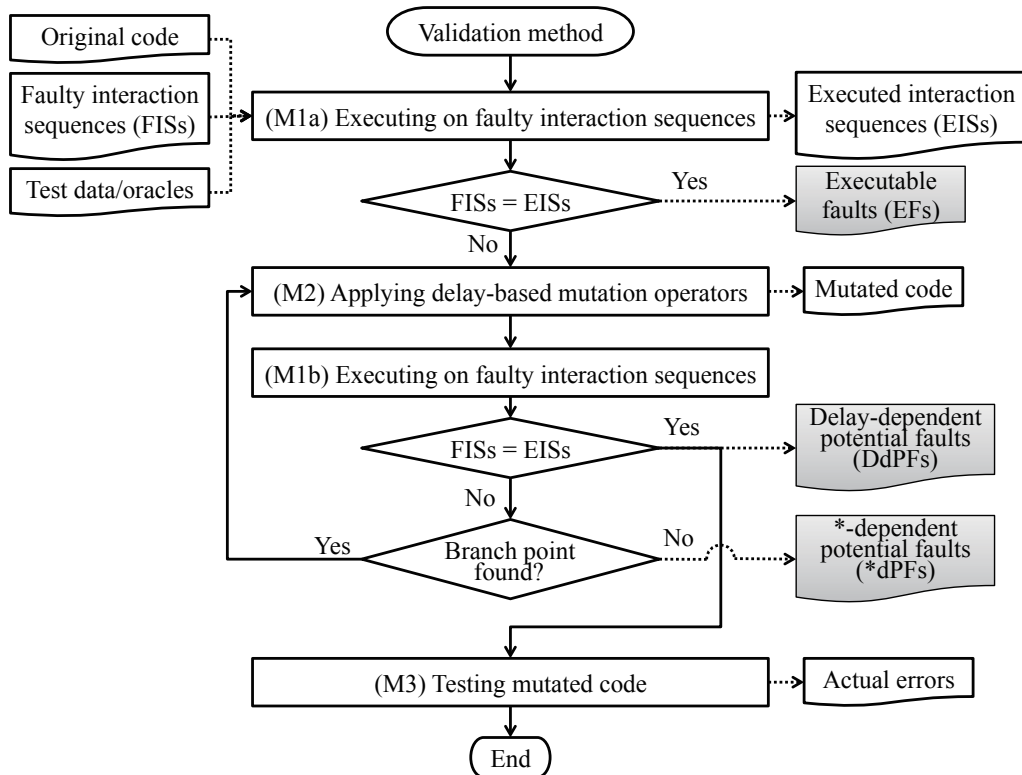 Original code
Validation method
Faulty interaction
sequences (FISs)
(M1a) Executing on faulty interaction sequences
Executed interaction
sequences (EISs)
Test data/oracles
FISs = EISs
Yes
Executable
faults (EFs)
No
(M2) Applying delay-based mutation operators
Mutated code
(M1b) Executing on faulty interaction sequences
FISs = EISs
Yes
Delay-dependent
potential faults
(DdPFs)
No
Yes
Branch point
found?
No
*-dependent
potential faults
(*dPFs)
(M3) Testing mutated code
Actual errors
End